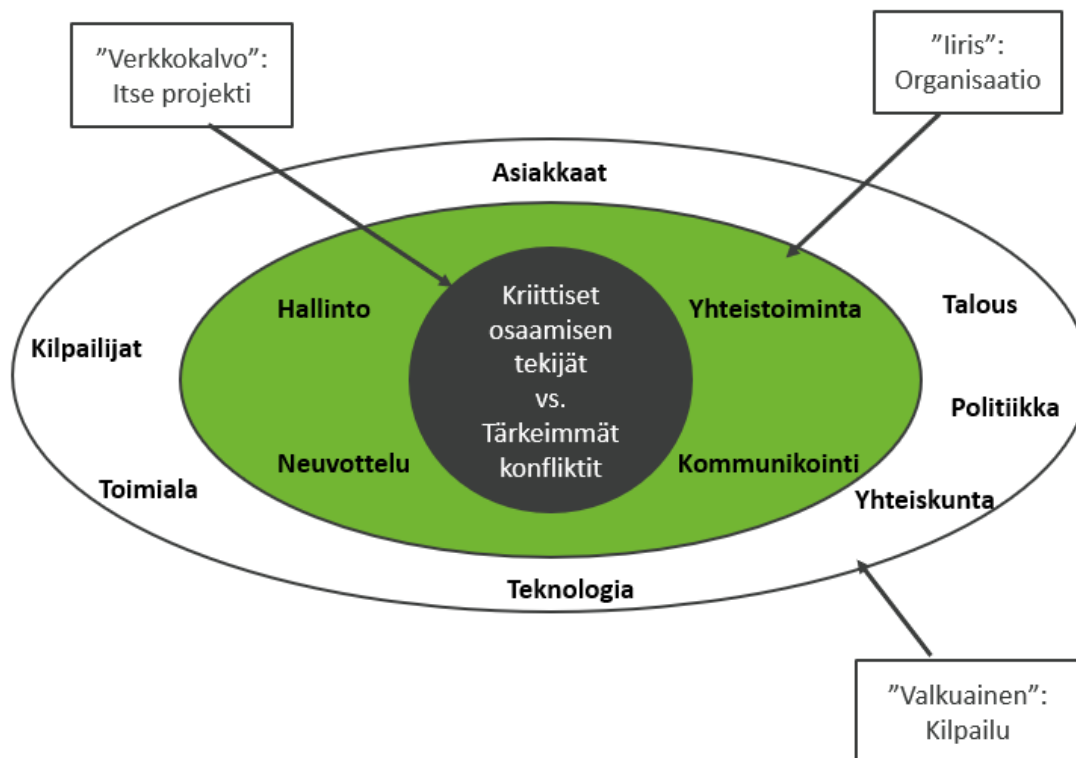 ”Verkkokalvo”:
Itse projekti
”Iiris”:
Organisaatio
Asiakkaat
Hallinto
Yhteistoiminta
Talous
Kilpailijat
Kriittiset
osaamisen
tekijät
vs.
Tärkeimmät
konfliktit
Politiikka
Neuvottelu
Kommunikointi
Toimiala
Yhteiskunta
Teknologia
”Valkuainen”:
Kilpailu